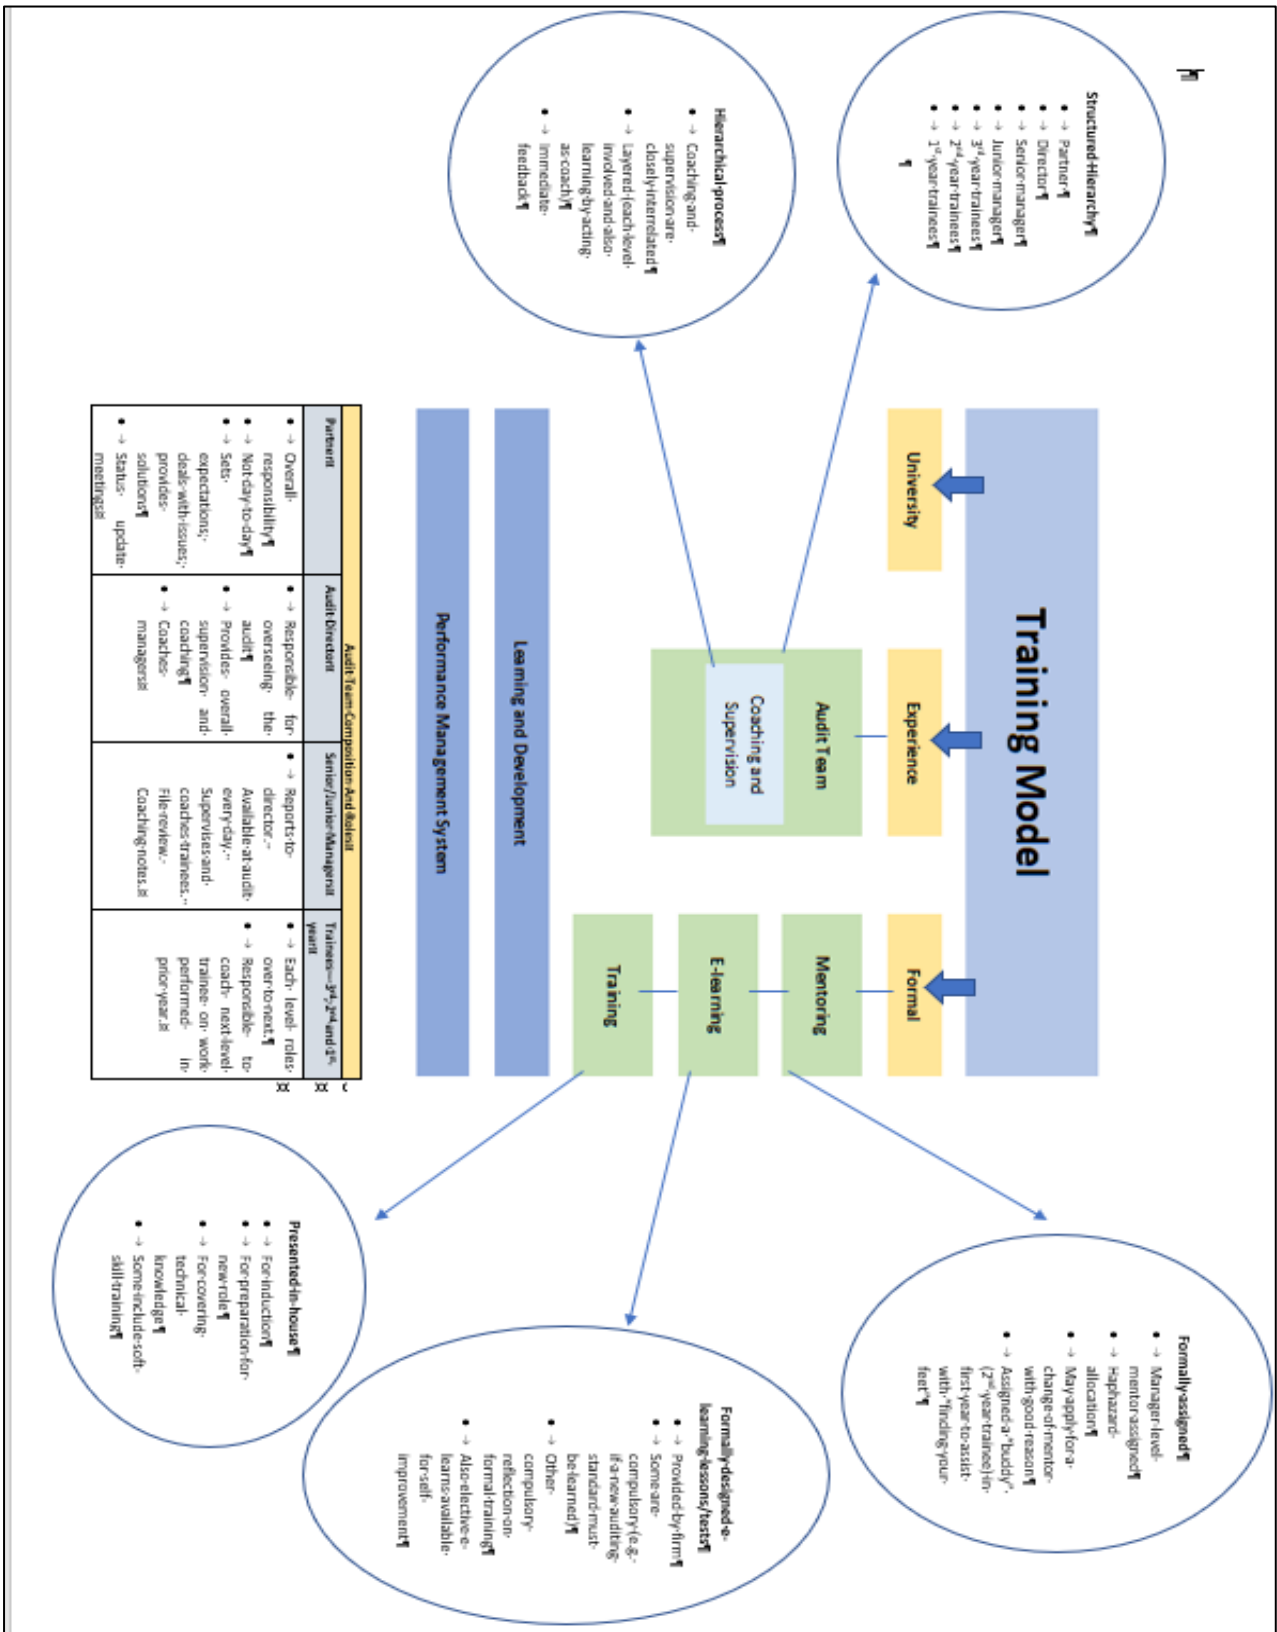 Training Model
University
Experience
Formal
Audit Team
Coaching and
Supervision
Mentoring
E-learning
Training
Learning and Development
Performance Management System
Structured·Hierarchy¶
• → Partner¶
• → Director¶
• → Senior·manager¶
• → Junior·manager¶
• → 3rd·year·trainees¶
• → 2nd·year·trainees¶
• → 1st·year·trainees¶
¶
Hierarchical·process¶
• → Coaching·and·
supervision·are·
closely·interrelated¶
• → Layered·(each·level·
involved·and·also·
learning·by·acting·
as·coach)¶
• → Immediate·
feedback¶
Formally·assigned¶
• → Manager·level·
mentor·assigned¶
• → Haphazard·
allocation¶
• → May·apply·for·a·
change·of·mentor·
with·good·reason¶
• → Assigned·a·"buddy"·
(2nd·year·trainee)·in·
first·year·to·assist·
with·"finding·your·
feet"¶
Formally·designed·e-
learning·lessons/tests¶
• → Provided·by·firm¶
• → Some·are·
compulsory·(e.g.·
if·a·new·auditing·
standard·must·
be·learned)¶
• → Other·
compulsory·
reflection·on·
formal·training¶
• → Also·elective·e-
learns·available·
for·self-
improvement¶
Presented·in-house¶
• → For·induction¶
• → For·preparation·for·
new·role¶
• → For·covering·
technical·
knowledge¶
• → Some·include·soft-
skill·training¶
Audit·Team·Composition·And·Roles¤
Partner¤
• → Overall·
responsibility¶
• → Not·day-to-day¶
• → Sets·
expectations;·
deals·with·issues;·
provides·
solutions¶
• → Status· update·
meetings¤
Audit·Director¤
• → Responsible· for·
overseeing· the·
audit¶
• → Provides· overall·
supervision· and·
coaching¶
• → Coaches·
managers¤
Senior/Junior·Managers¤
• → Reports·to·
director.··
Available·at·audit·
every·day.··
Supervises·and·
coaches·trainees.··
File·review.·
Coaching·notes.¤
Trainees·–·3rd,·2nd·and·1st·
year¤
• → Each· level· roles·
over·to·next.¶
• → Responsible· to·
coach· next·level·
trainee· on· work·
performed· in·
prior·year.¤